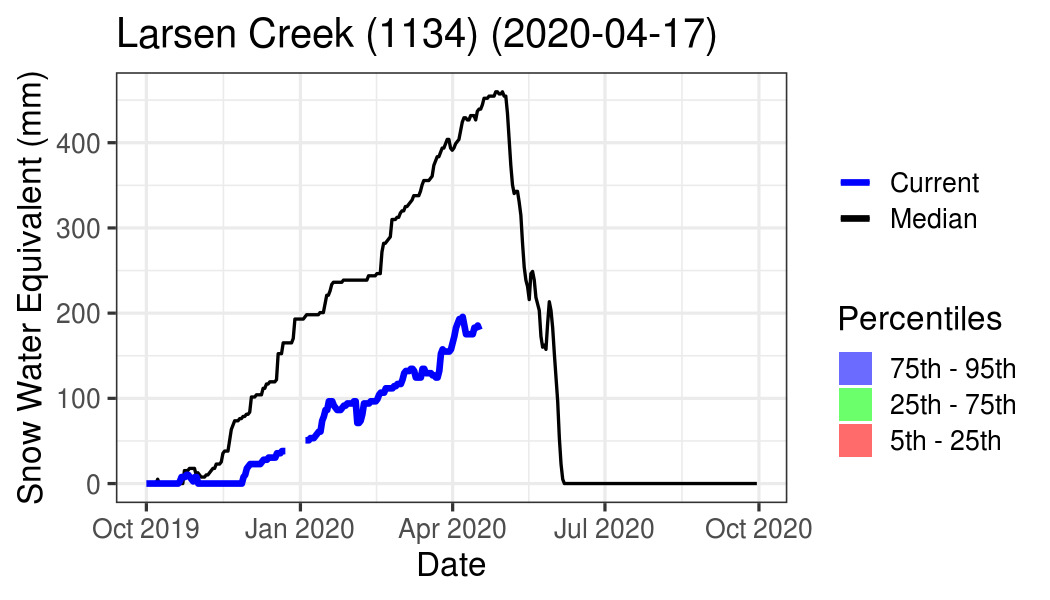 Larsen Creek (1134) (2020-04-17)
Snow Water Equivalent (mm)
400
300
200
100
0
Oct 2019 Jan 2020 Apr 2020 Jul 2020 Oct 2020
Date
Current
Median
Percentiles
75th - 95th
25th - 75th
5th - 25th